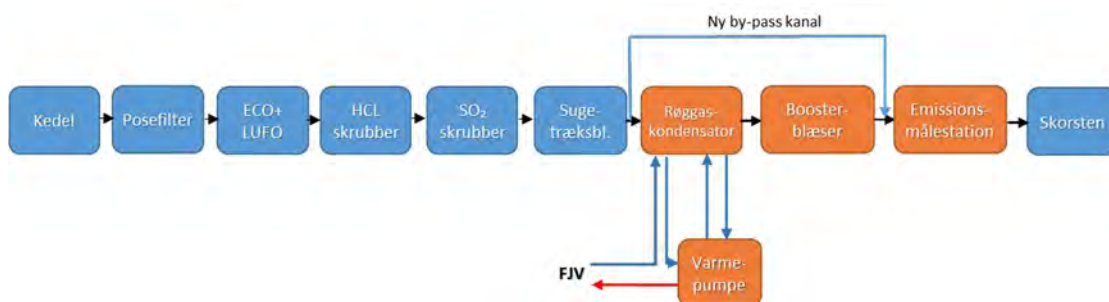 Ny by-pass kanal
Kedel
Posefilter
ECO+
LUFO
HCL
skrubber
SO₂
skrubber
Suge-
træksbl.
Røggas-
kondensator
Booster-
blæser
Emissions-
målestation
Skorsten
FJV
Varme-
pumpe